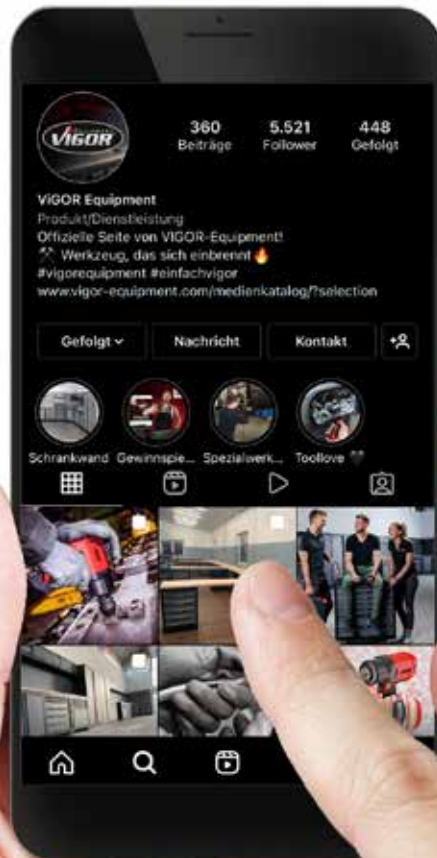 ViGOR
360 5.521 448
Beiträge Follower Gefolgt
ViGOR Equipment
Produkt/Dienstleistung
Offizielle Seite von VIGOR-Equipment!
⚒ Werkzeug, das sich einbrennt🔥
#vigorequipment #einfachvigor
www.vigor-equipment.com/medienkatalog/?selection
Gefolgt Nachricht Kontakt
Schrankwand Gewinnspie... Spezialwerk... Toollove 🖤